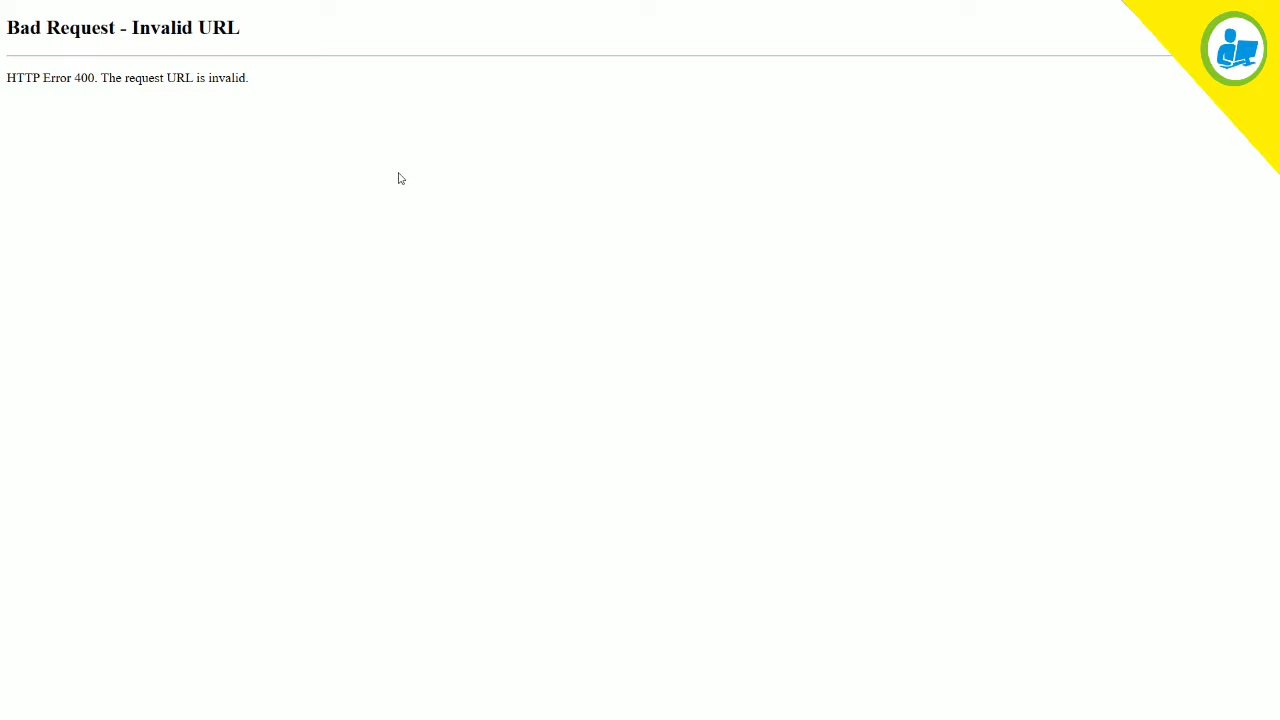 Bad Request - Invalid URL
HTTP Error 400. The request URL is invalid.